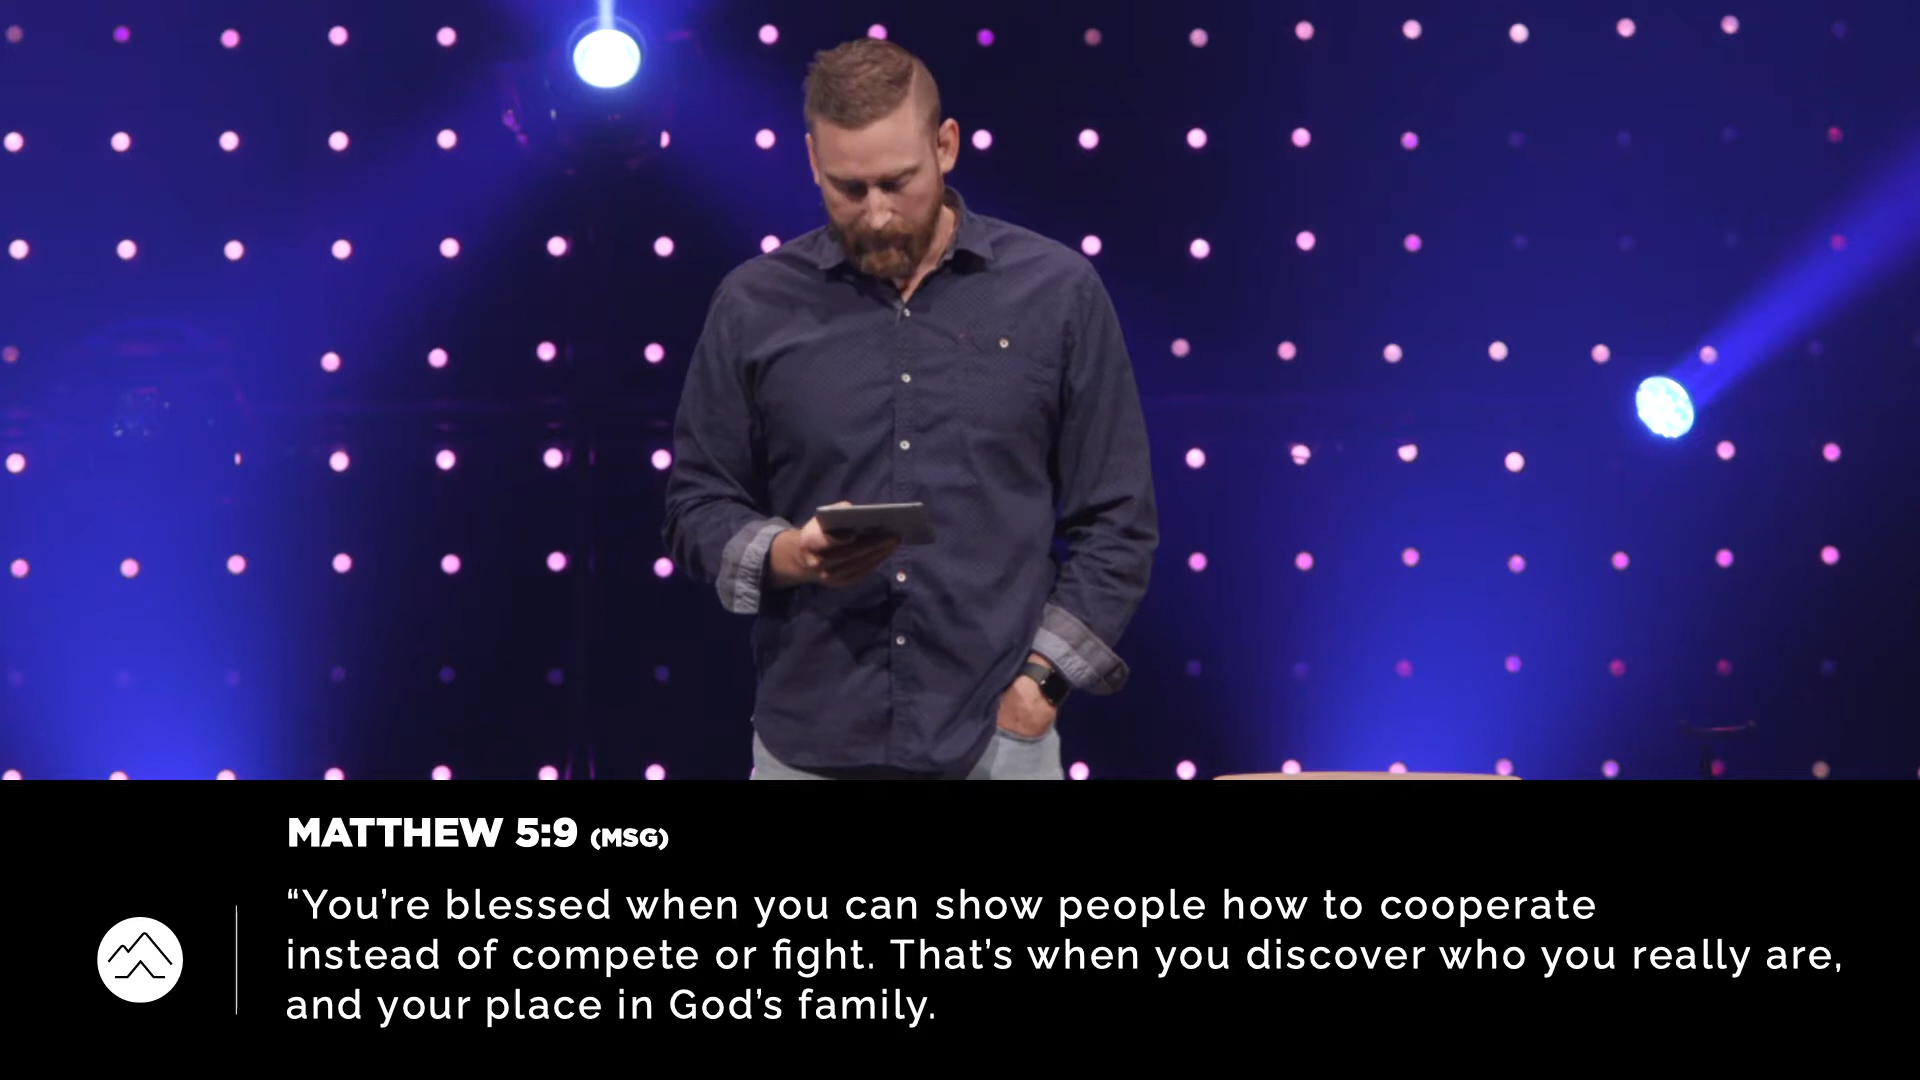 MATTHEW 5:9 (MSG)
“You’re blessed when you can show people how to cooperate
instead of compete or fight. That’s when you discover who you really are,
and your place in God’s family.